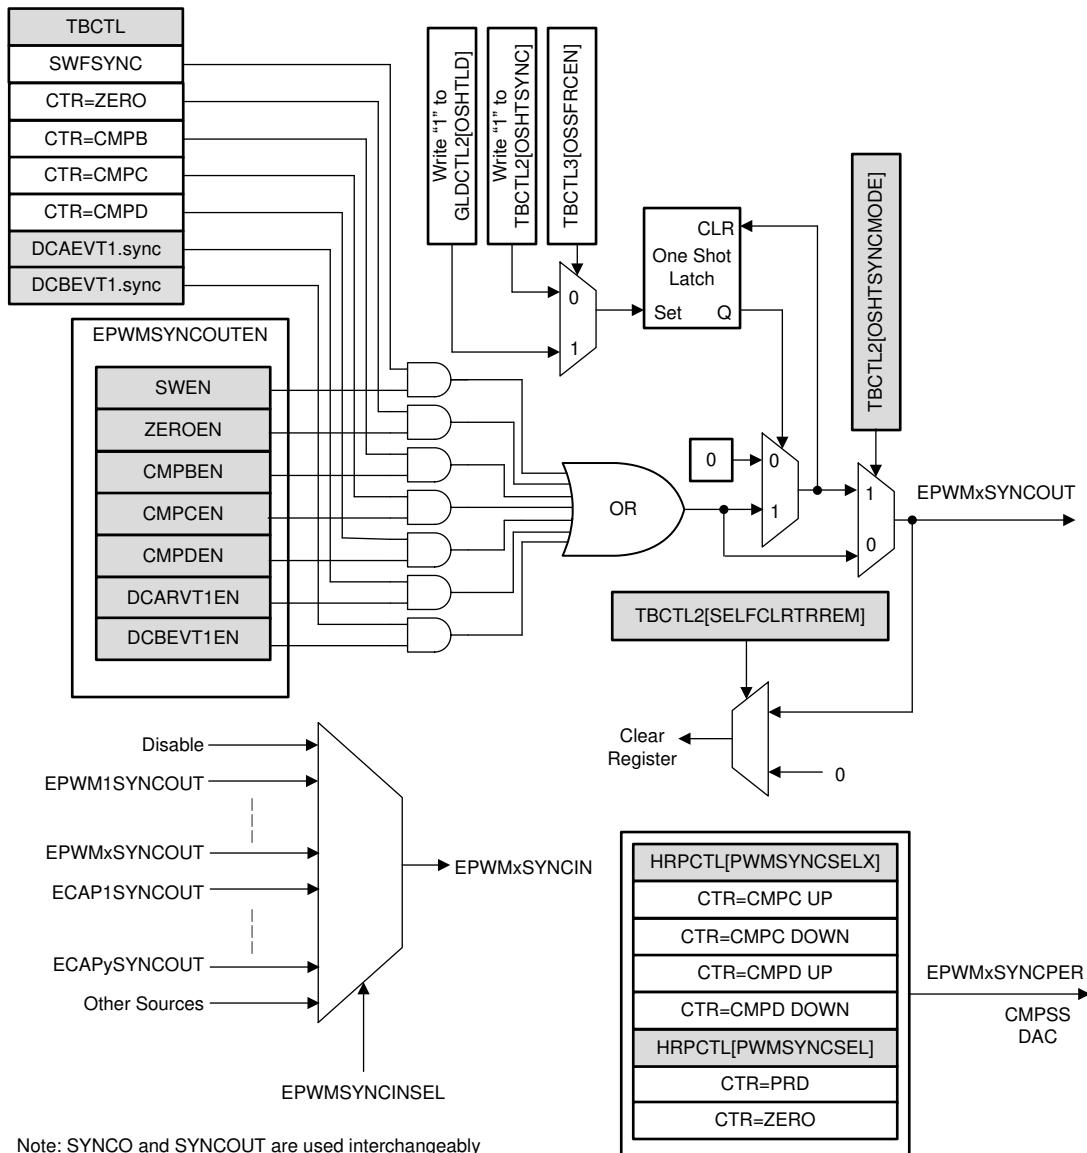 TBCTL
SWFSYNC
CTR=ZERO
CTR=CMPB
CTR=CMPC
CTR=CMPD
DCAEVT1.sync
DCBEVT1.sync
EPWMSYNCOUTEN
SWEN
ZEROEN
CMPBEN
CMPCEN
CMPDEN
DCARVT1EN
DCBEVT1EN
Write “1” to
GLDCTL2[OSHTLD]
Write “1” to
TBCTL2[OSHTSYNC]
TBCTL3[OSSFRCEN]
0
1
CLR
One Shot
Latch
Set
Q
TBCTL2[OSHTSYNCMODE]
OR
0
0
1
1
0
EPWMxSYNCOUT
TBCTL2[SELFCLRTRREM]
Clear
Register
0
Disable
EPWM1SYNCOUT
EPWMxSYNCOUT
ECAP1SYNCOUT
ECAPySYNCOUT
Other Sources
EPWMxSYNCIN
EPWMSYNCINSEL
HRPCTL[PWMSYNCSELX]
CTR=CMPC UP
CTR=CMPC DOWN
CTR=CMPD UP
CTR=CMPD DOWN
HRPCTL[PWMSYNCSEL]
CTR=PRD
CTR=ZERO
EPWMxSYNCPER
CMPSS
DAC
Note: SYNCO and SYNCOUT are used interchangeably